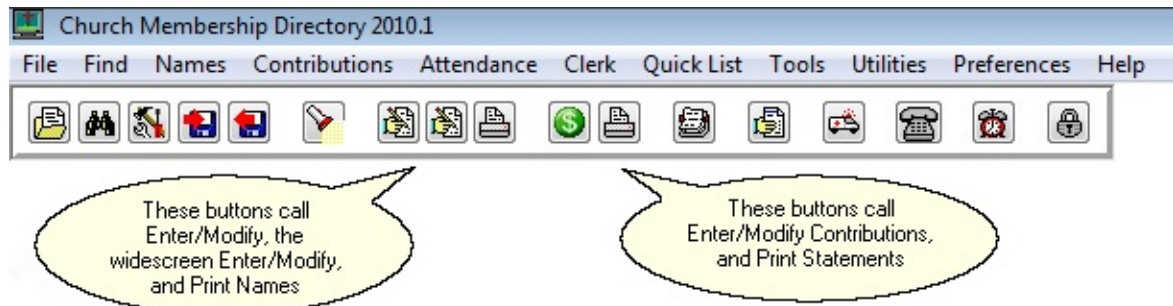 Church Membership Directory 2010.1
File Find Names Contributions Attendance Clerk Quick List Tools Utilities Preferences Help
$
These buttons call
Enter/Modify, the
widescreen Enter/Modify,
and Print Names
These buttons call
Enter/Modify Contributions,
and Print Statements